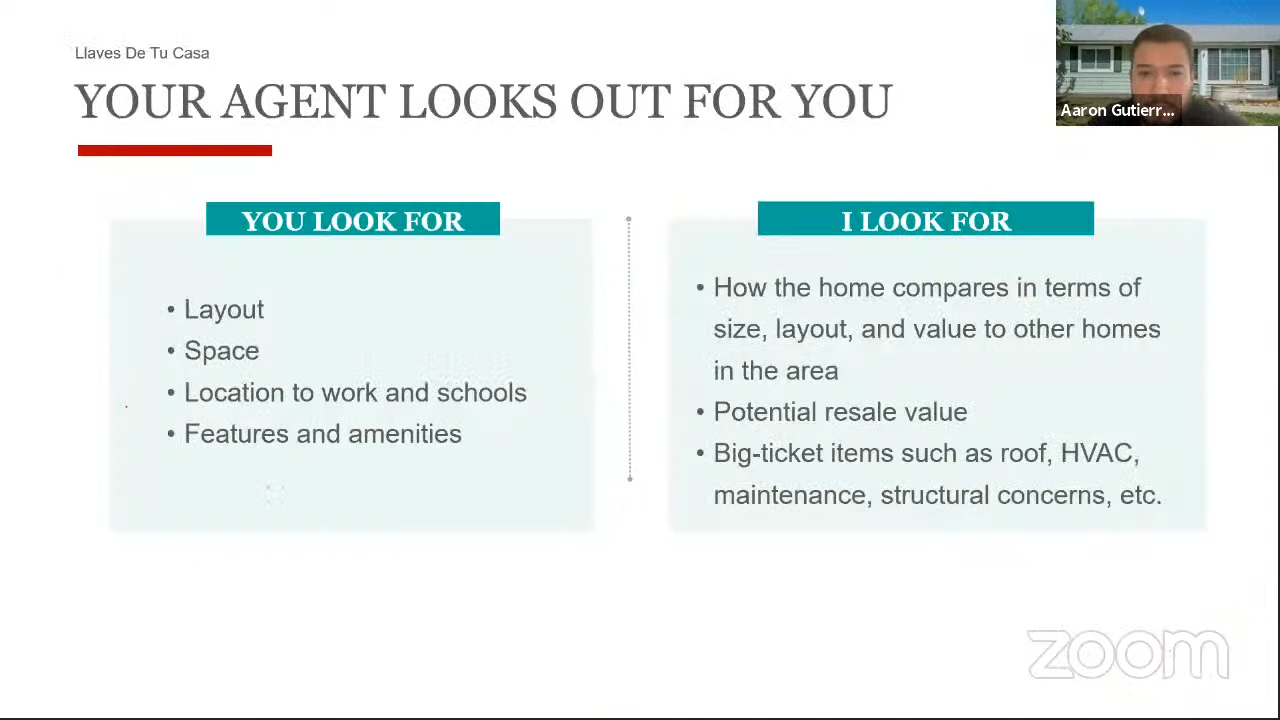 Llaves De Tu Casa
YOUR AGENT LOOKS OUT FOR YOU
Aaron Gutierr...
YOU LOOK FOR
• Layout
• Space
• Location to work and schools
• Features and amenities
I LOOK FOR
• How the home compares in terms of
size, layout, and value to other homes
in the area
• Potential resale value
• Big-ticket items such as roof, HVAC,
maintenance, structural concerns, etc.
zoom